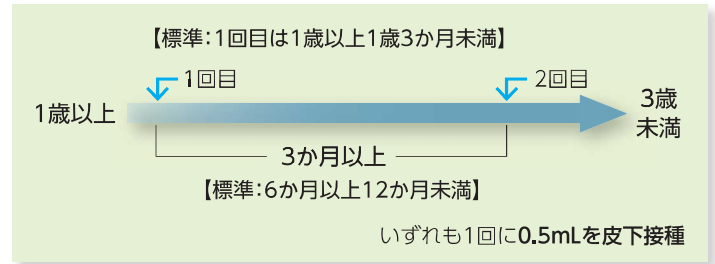 【標準：1回目は1歳以上1歳3か月未満】
1回目
2回目
1歳以上
3歳
未満
3か月以上
【標準：6か月以上12か月未満】
いずれも1回に0.5mLを皮下接種